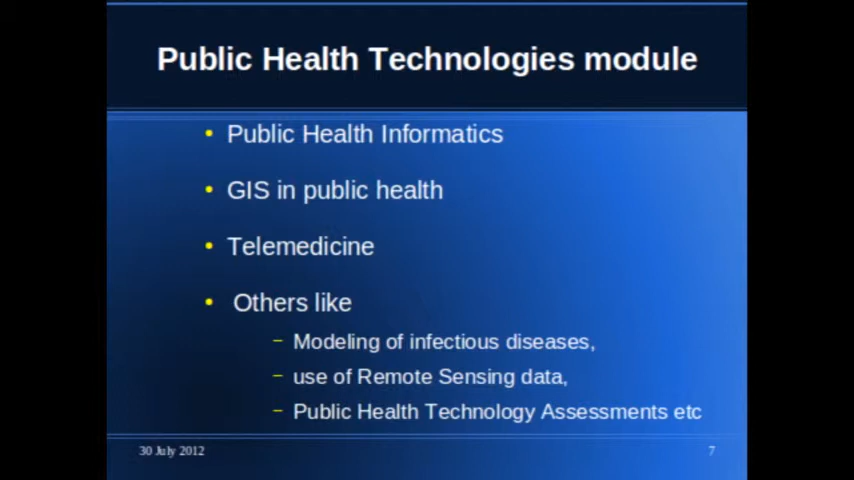 Public Health Technologies module
• Public Health Informatics
• GIS in public health
• Telemedicine
• Others like
– Modeling of infectious diseases,
– use of Remote Sensing data,
– Public Health Technology Assessments etc
30 July 2012
7